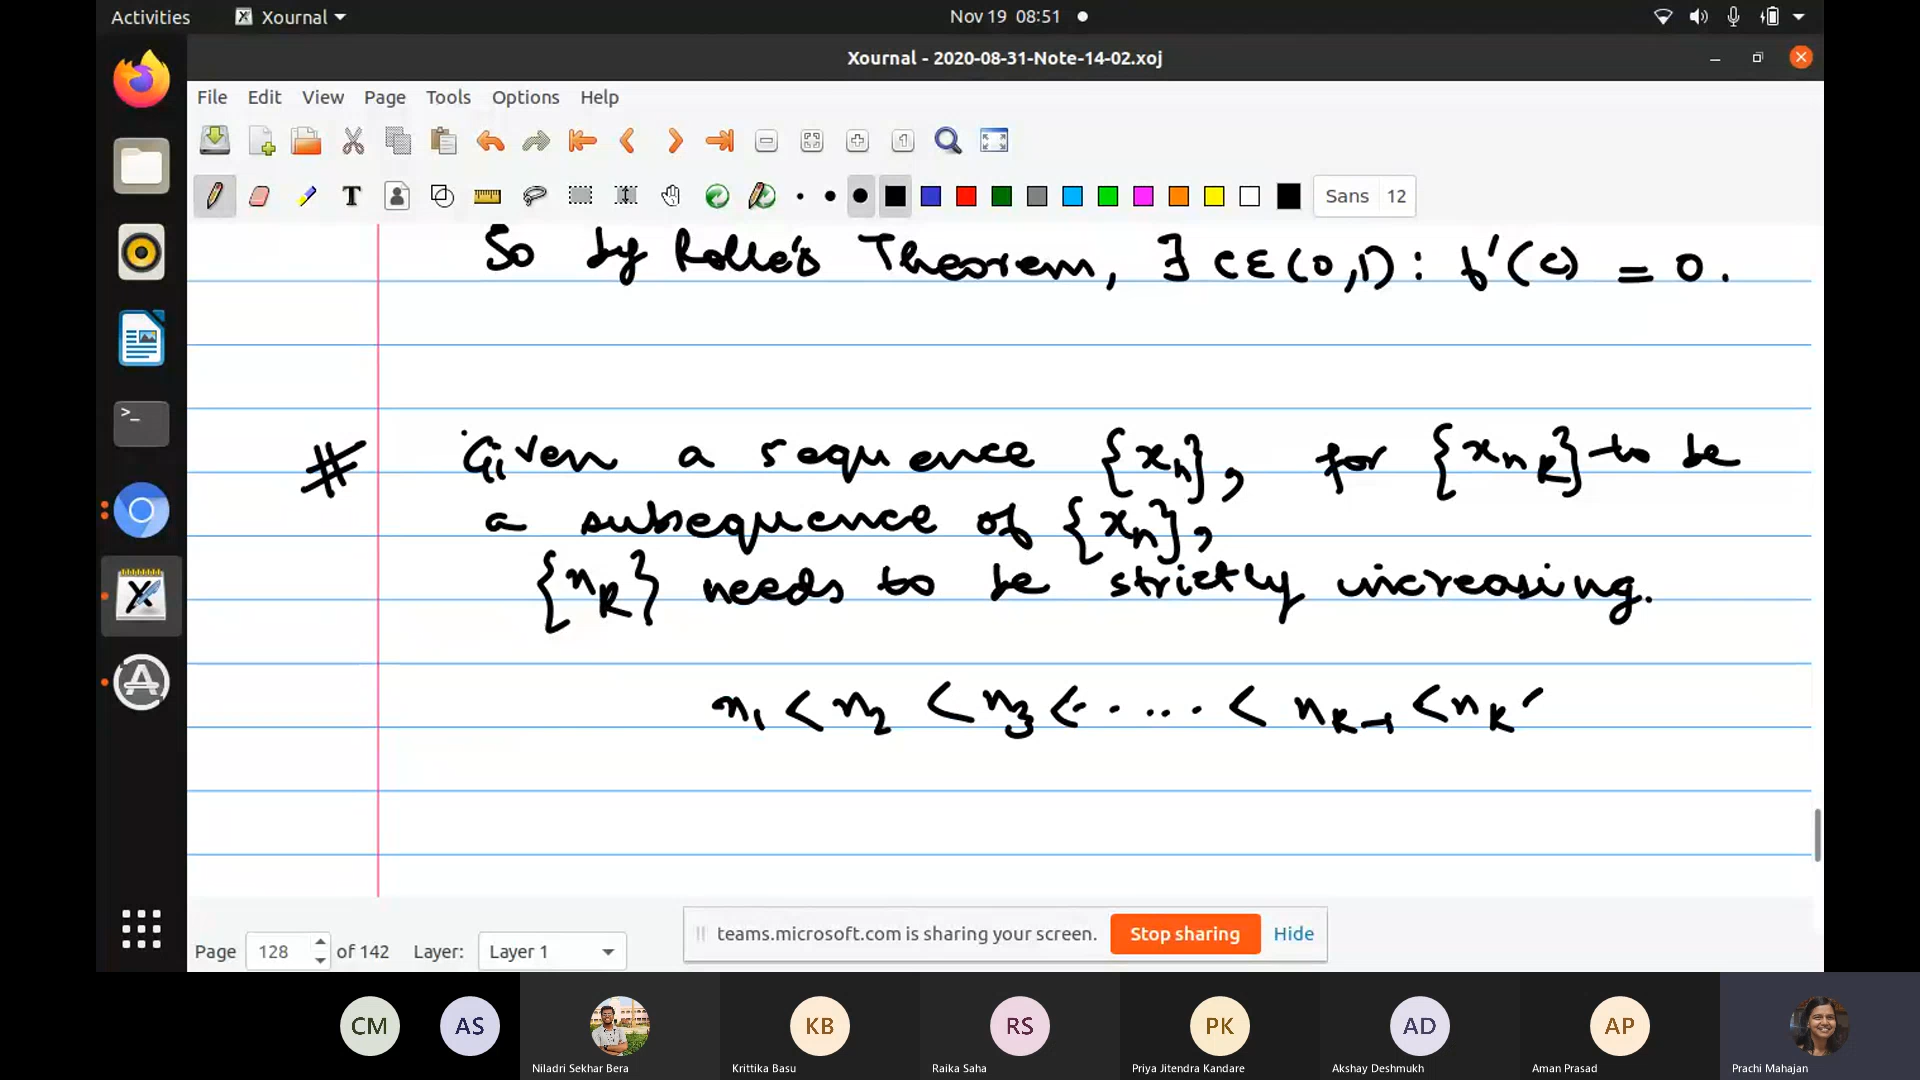 Activities Xournal Nov 19 08:51
Xournal - 2020-08-31-Note-14-02.xoj
File Edit View Page Tools Options Help
T Sans 12
So by Rolle's Theorem, ∃ c∈(0,1): f'(c) = 0.
# Given a sequence {xn}, for {xnk} to be
a subsequence of {xn},
{nk} needs to be strictly increasing.
n1 < n2 < n3 < ..... < nk-1 < nk <
teams.microsoft.com is sharing your screen. Stop sharing Hide
Page 128 of 142 Layer: Layer 1
CM AS KB RS PK AD AP
Niladri Sekhar Bera Krittika Basu Raika Saha Priya Jitendra Kandare Akshay Deshmukh Aman Prasad Prachi Mahajan